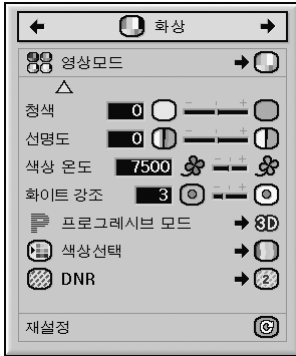 화상
영상모드
청색 0
선명도 0
색상 온도 7500
화이트 강조 3
P 프로그레시브 모드 3D
색상선택
DNR 2
재설정